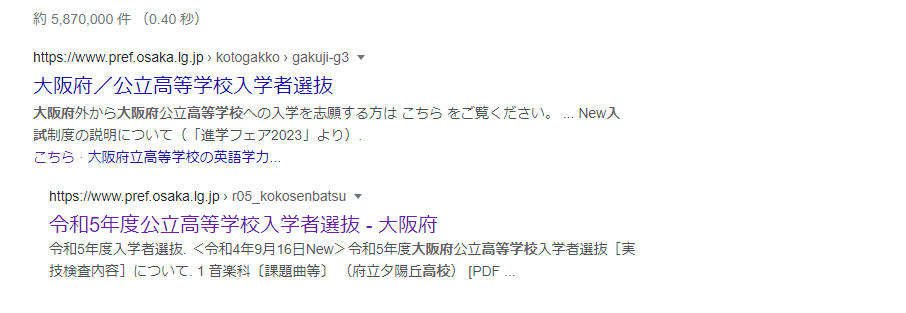 約 5,870,000 件 （0.40 秒）
https://www.pref.osaka.lg.jp › kotogakko › gakuji-g3
大阪府／公立高等学校入学者選抜
大阪府外から大阪府公立高等学校への入学を志願する方は こちら をご覧ください。 ... New入
試制度の説明について（「進学フェア2023」より）.
こちら · 大阪府立高等学校の英語学力...
https://www.pref.osaka.lg.jp › r05_kokosenbatsu
令和5年度公立高等学校入学者選抜 - 大阪府
令和5年度入学者選抜. ＜令和4年9月16日New＞令和5年度大阪府公立高等学校入学者選抜［実
技検査内容］について. 1 音楽科〔課題曲等〕 （府立夕陽丘高校） [PDF ...